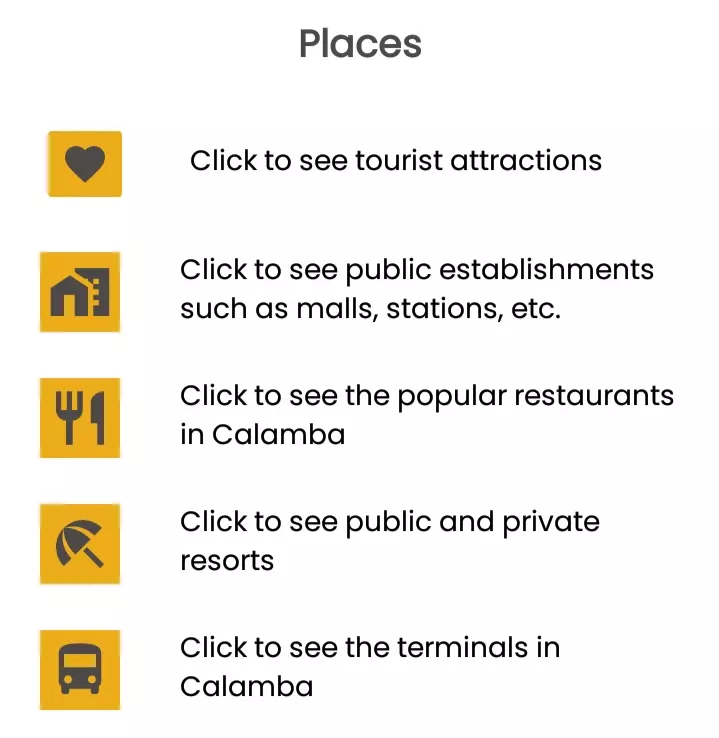 Places
Click to see tourist attractions
Click to see public establishments
such as malls, stations, etc.
Click to see the popular restaurants
in Calamba
Click to see public and private
resorts
Click to see the terminals in
Calamba